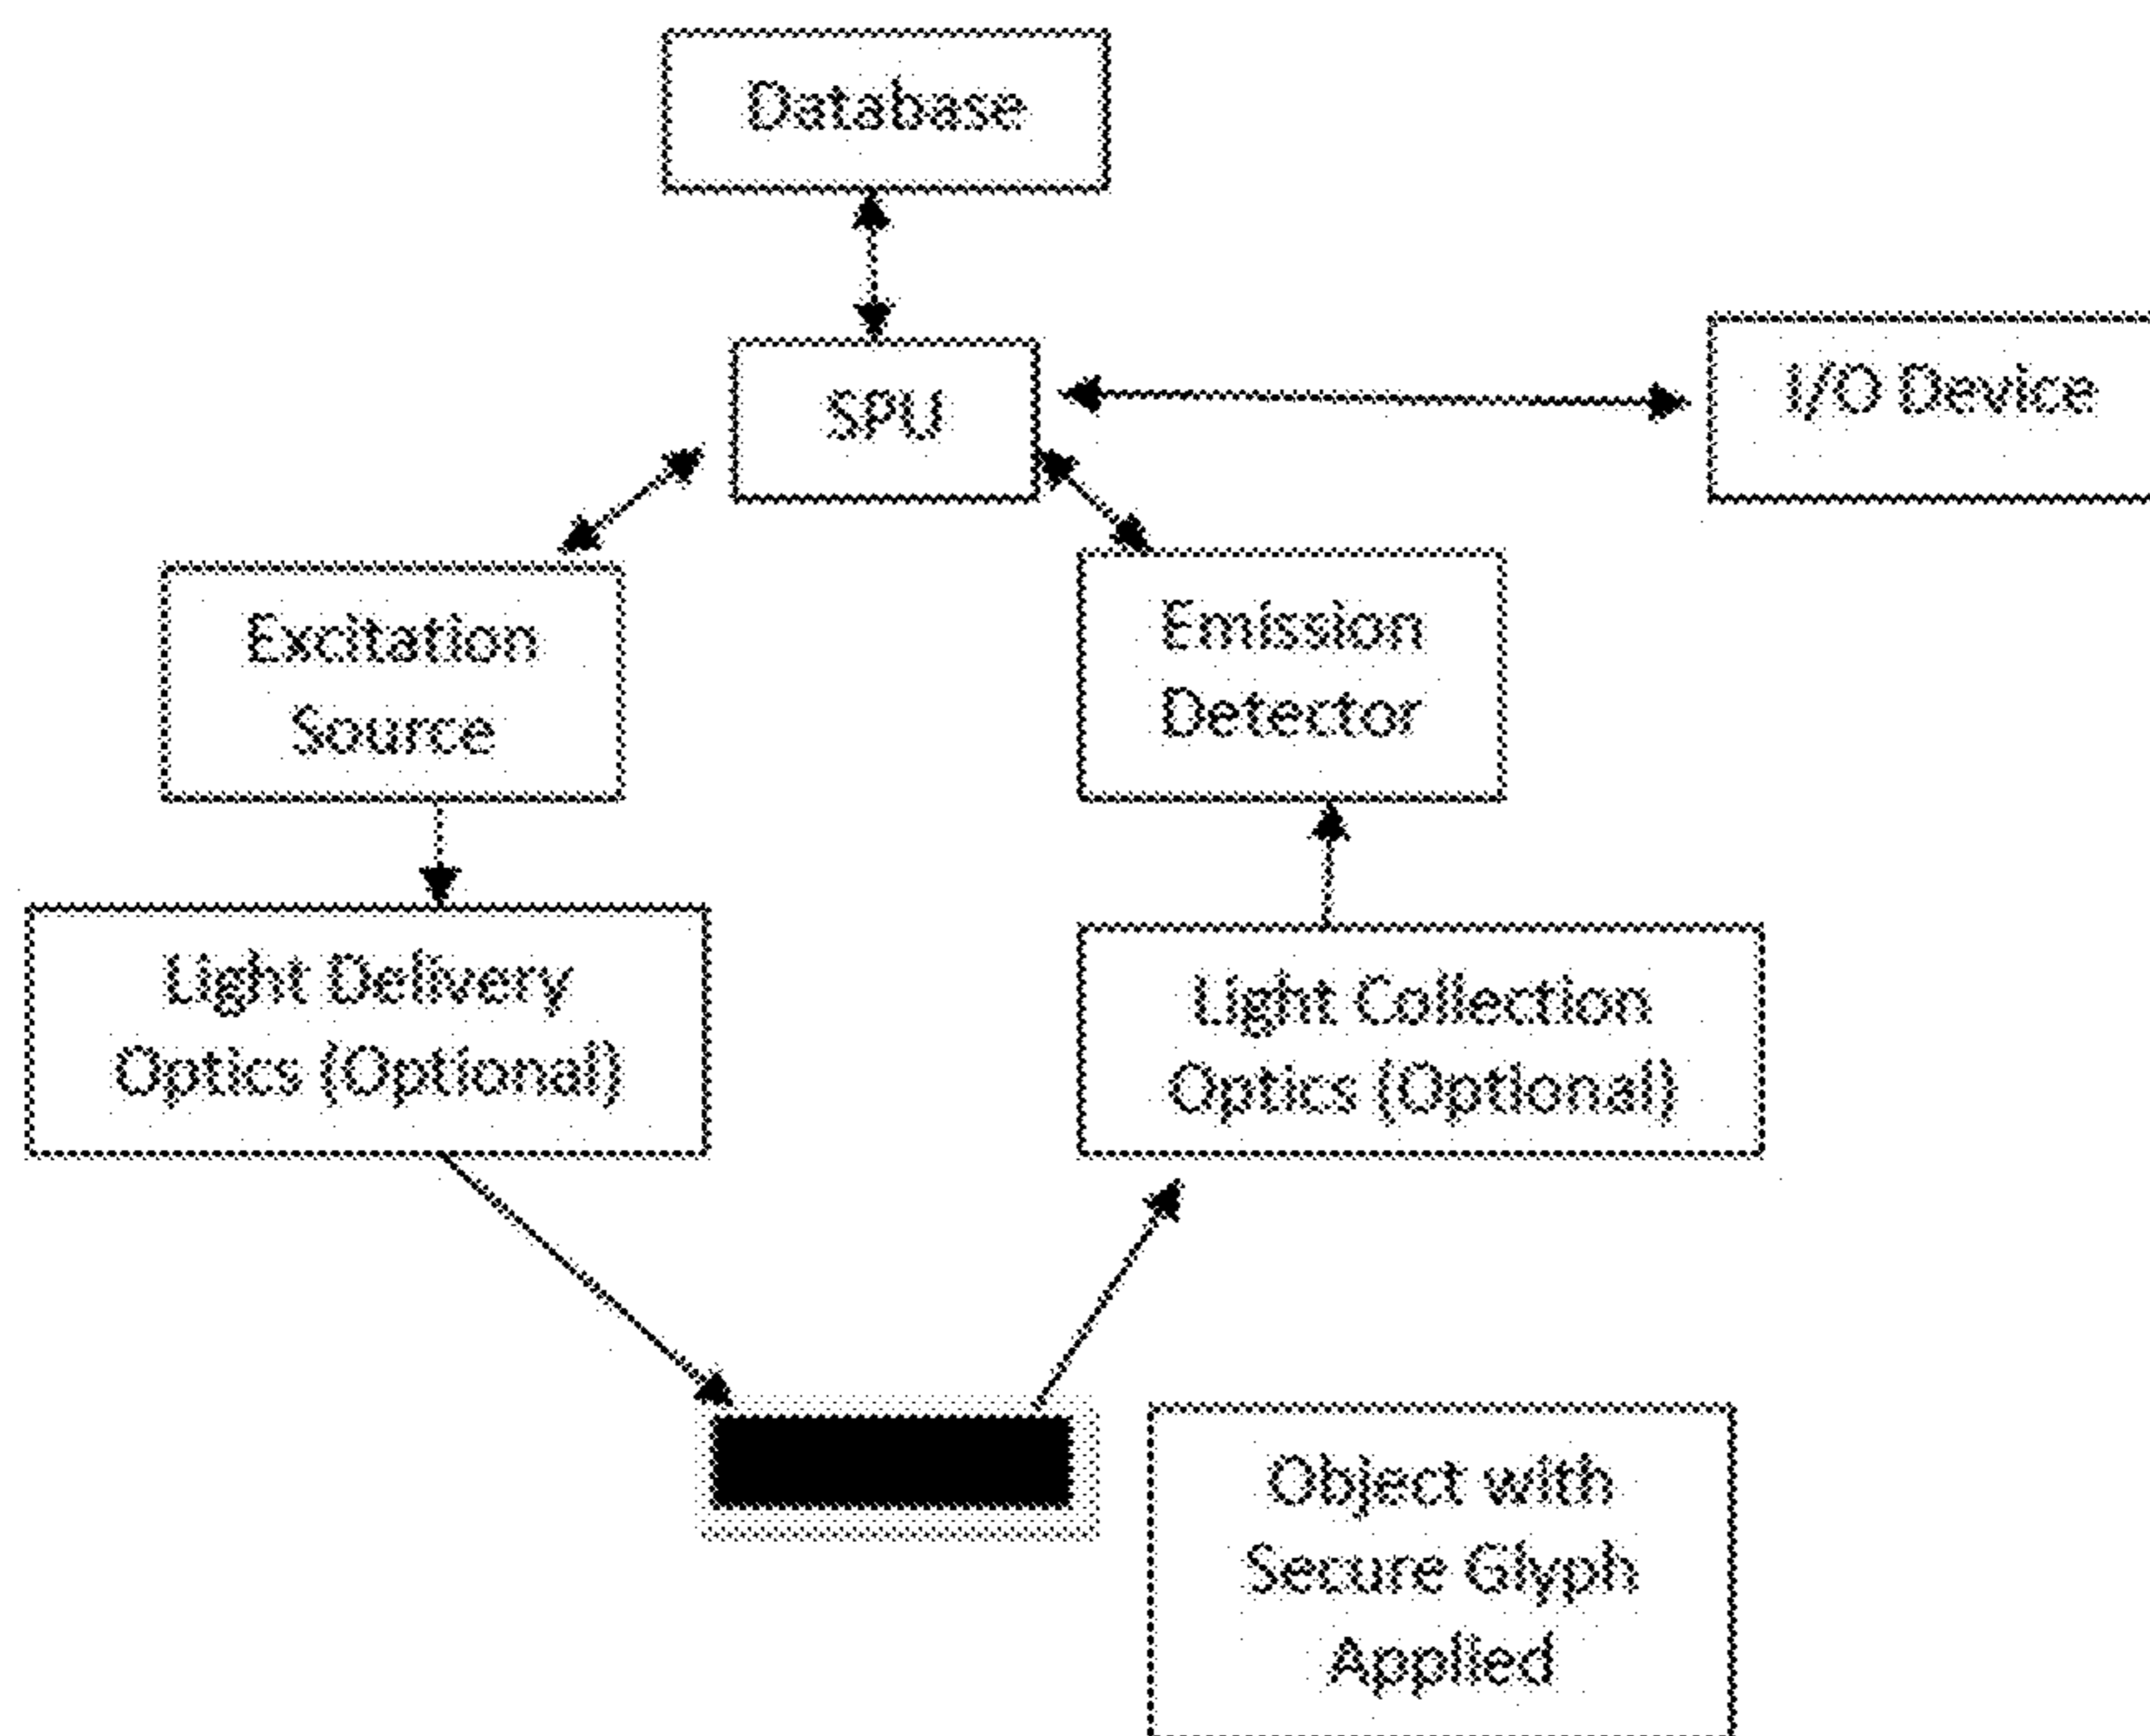 Database
SPU
I/O Device
Excitation
Source
Emission
Detector
Light Delivery
Optics (Optional)
Light Collection
Optics (Optional)
Object with
Secure Glyph
Applied